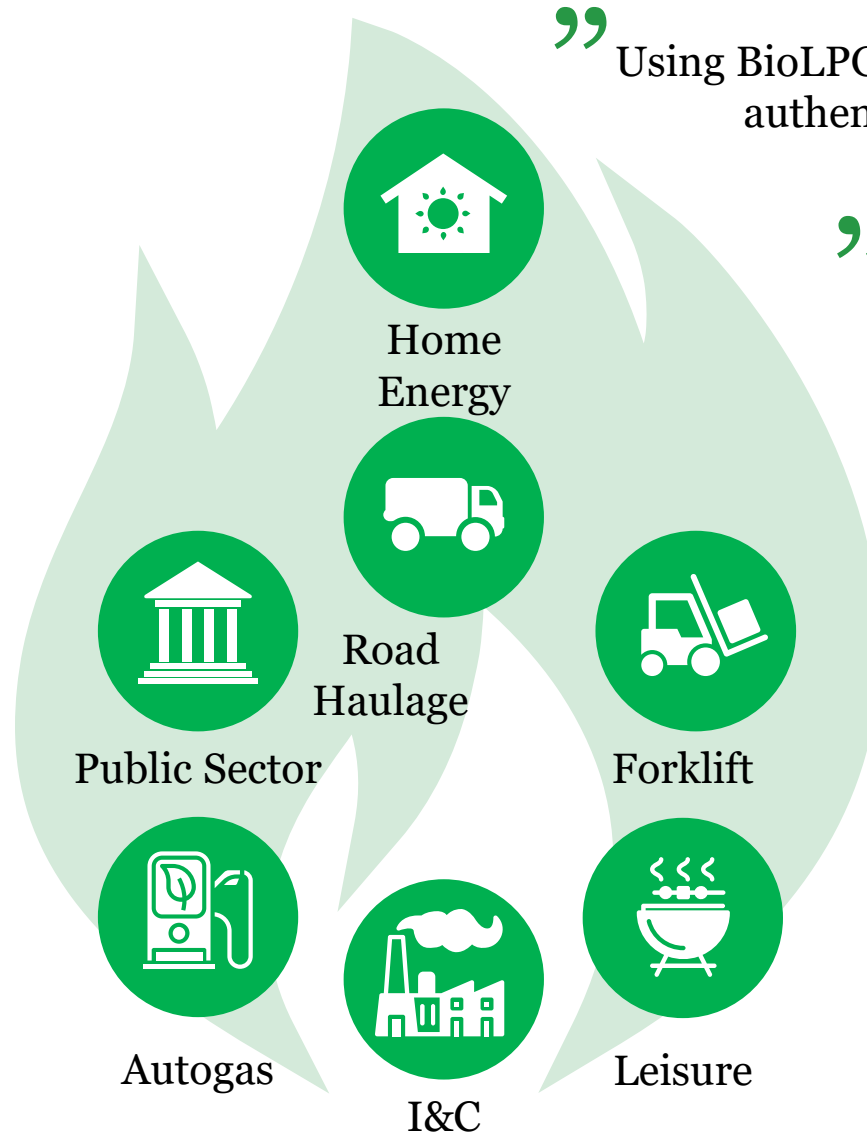 ” Using BioLPG
authen
”
Home
Energy
Road
Haulage
Public Sector
Forklift
Autogas
I&C
Leisure